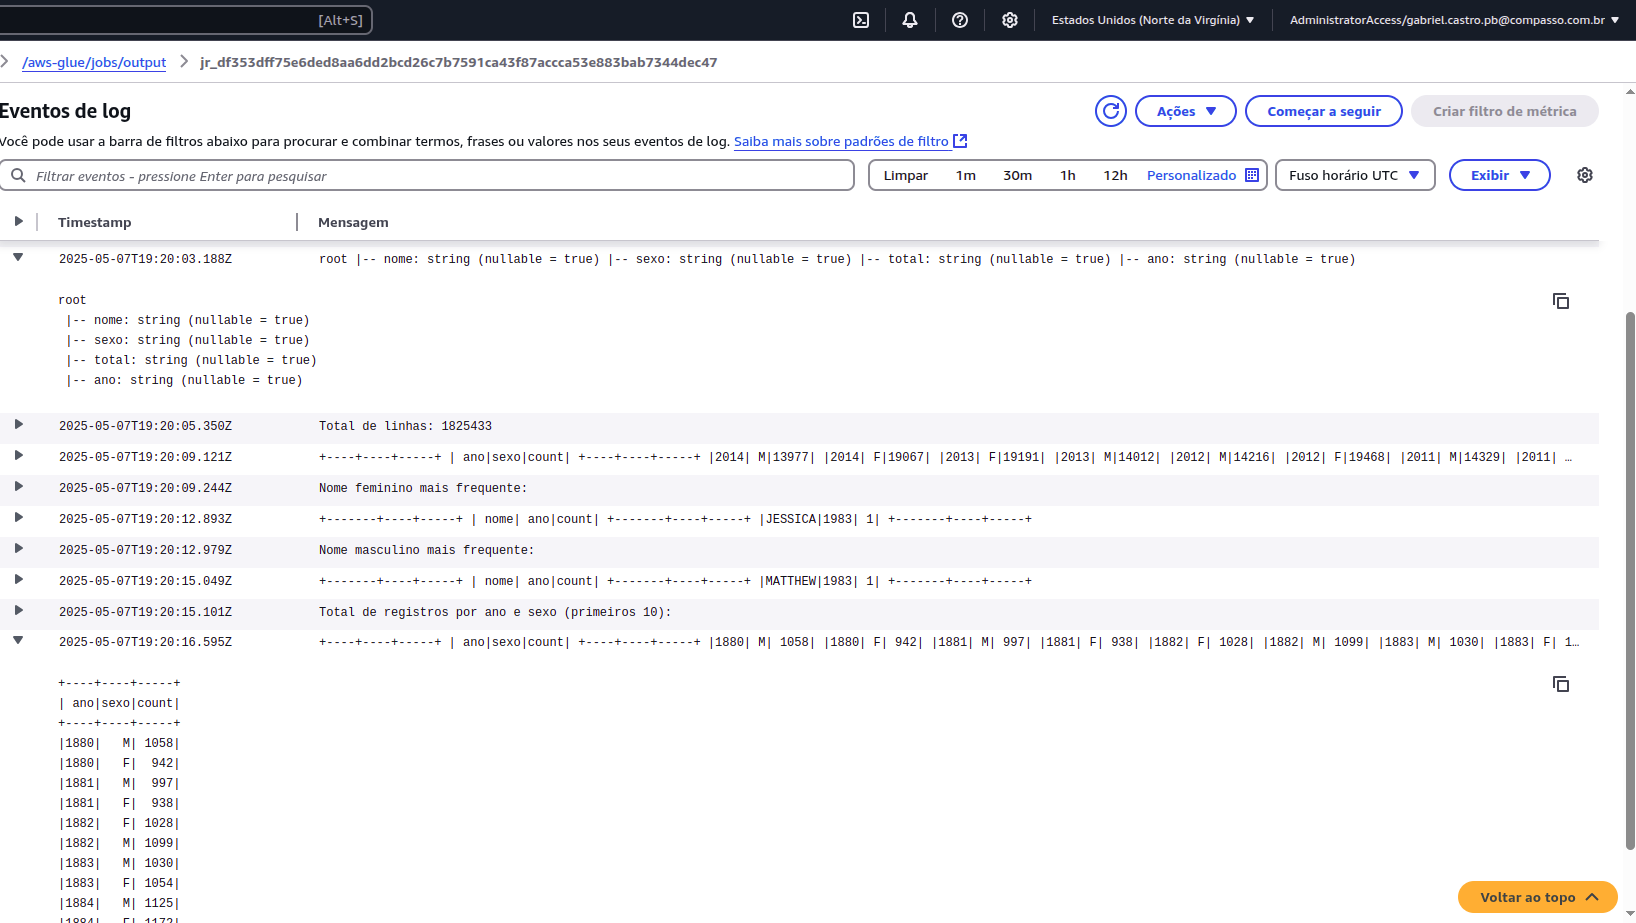 [Alt+S]
Estados Unidos (Norte da Virgínia)
AdministratorAccess/gabriel.castro.pb@compasso.com.br
/aws-glue/jobs/output
jr_df353dff75e6ded8aa6dd2bcd26c7b7591ca43f87accca53e883bab7344dec47
Eventos de log
Ações
Começar a seguir
Criar filtro de métrica
Você pode usar a barra de filtros abaixo para procurar e combinar termos, frases ou valores nos seus eventos de log. Saiba mais sobre padrões de filtro
Filtrar eventos - pressione Enter para pesquisar
Limpar 1m 30m 1h 12h Personalizado
Fuso horário UTC
Exibir
Timestamp Mensagem
2025-05-07T19:20:03.188Z root |-- nome: string (nullable = true) |-- sexo: string (nullable = true) |-- total: string (nullable = true) |-- ano: string (nullable = true)
root
|-- nome: string (nullable = true)
|-- sexo: string (nullable = true)
|-- total: string (nullable = true)
|-- ano: string (nullable = true)
2025-05-07T19:20:05.350Z Total de linhas: 1825433
2025-05-07T19:20:09.121Z +----+----+-----+ | ano|sexo|count| +----+----+-----+ |2014| M|13977| |2014| F|19067| |2013| F|19191| |2013| M|14012| |2012| M|14216| |2012| F|19468| |2011| M|14329| |2011| …
2025-05-07T19:20:09.244Z Nome feminino mais frequente:
2025-05-07T19:20:12.893Z +-------+----+-----+ | nome| ano|count| +-------+----+-----+ |JESSICA|1983| 1| +-------+----+-----+
2025-05-07T19:20:12.979Z Nome masculino mais frequente:
2025-05-07T19:20:15.049Z +-------+----+-----+ | nome| ano|count| +-------+----+-----+ |MATTHEW|1983| 1| +-------+----+-----+
2025-05-07T19:20:15.101Z Total de registros por ano e sexo (primeiros 10):
2025-05-07T19:20:16.595Z +----+----+-----+ | ano|sexo|count| +----+----+-----+ |1880| M| 1058| |1880| F| 942| |1881| M| 997| |1881| F| 938| |1882| F| 1028| |1882| M| 1099| |1883| M| 1030| |1883| F| 1…
+----+----+-----+
| ano|sexo|count|
+----+----+-----+
|1880|   M| 1058|
|1880|   F|  942|
|1881|   M|  997|
|1881|   F|  938|
|1882|   F| 1028|
|1882|   M| 1099|
|1883|   M| 1030|
|1883|   F| 1054|
|1884|   M| 1125|
|1884|   F| 1172|
Voltar ao topo